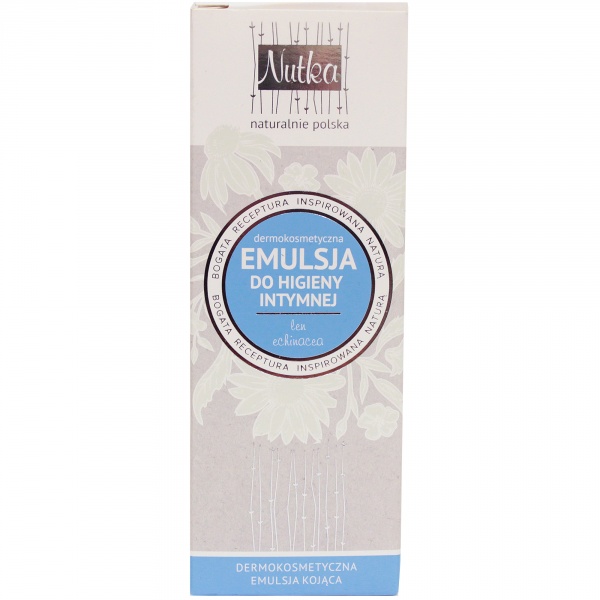 Nutka
naturalnie polska
BOGATA RECEPTURA INSPIROWANA NATURĄ
dermokosmetyczna
EMULSJA
DO HIGIENY
INTYMNEJ
len
echinacea
BOGATA RECEPTURA INSPIROWANA NATURĄ
DERMOKOSMETYCZNA
EMULSJA KOJĄCA